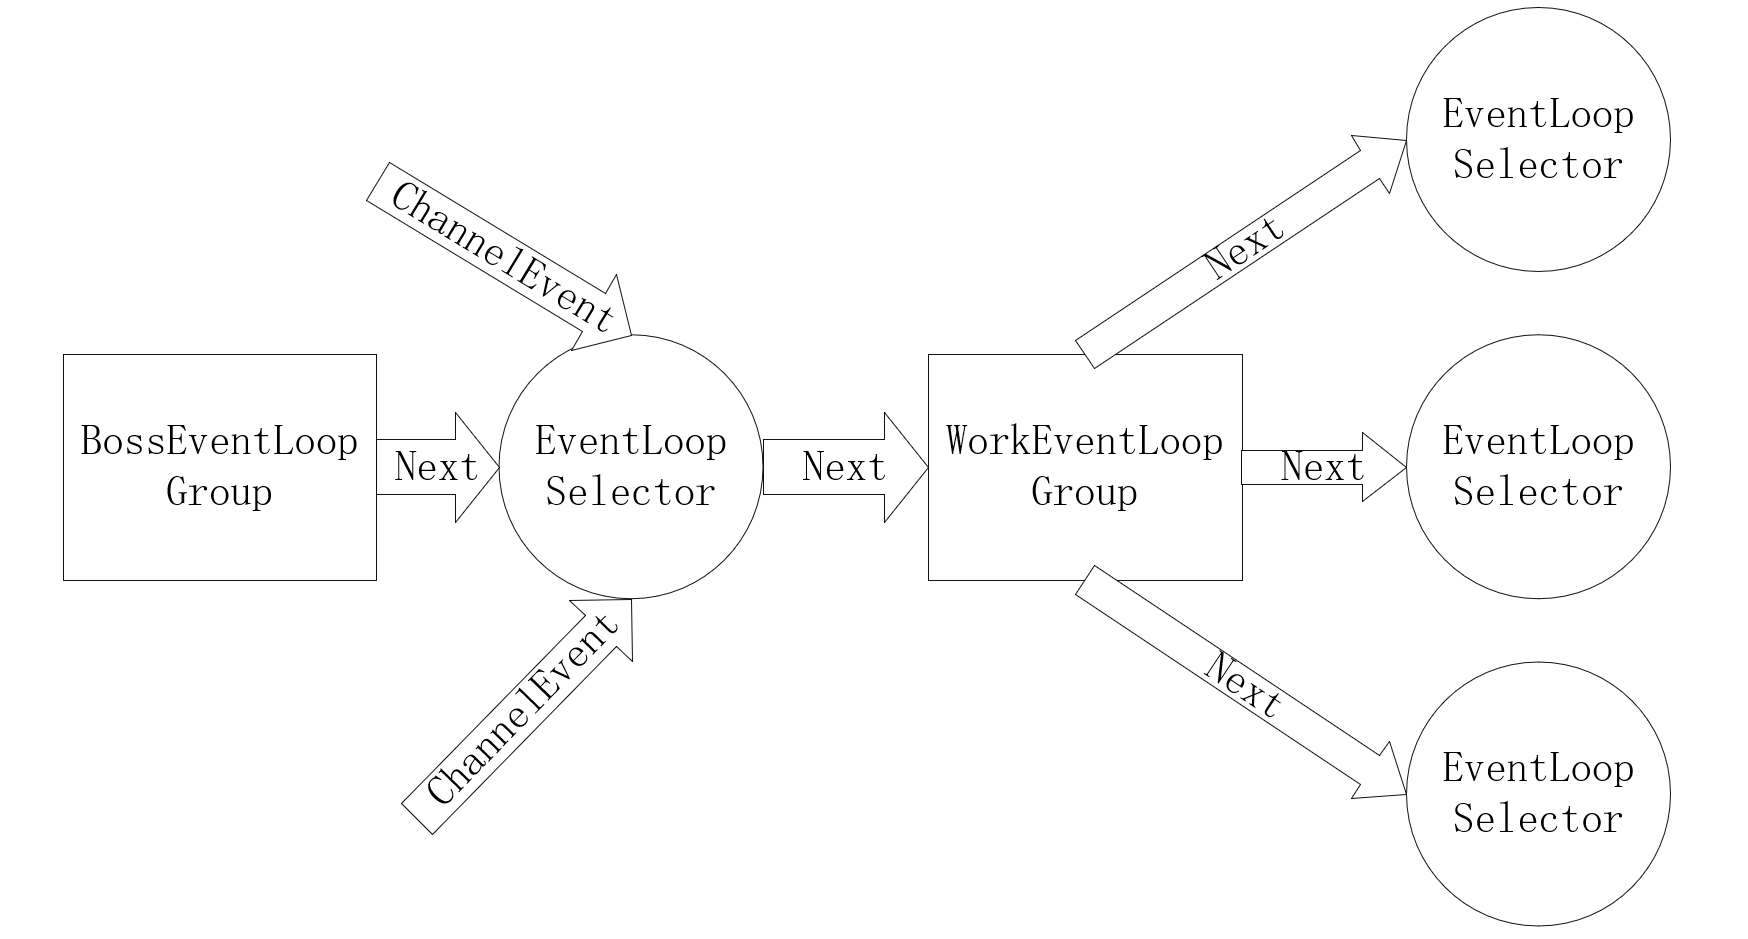 EventLoop
Selector
Next
ChannelEvent
BossEventLoop
Group
Next
EventLoop
Selector
Next
WorkEventLoop
Group
Next
EventLoop
Selector
ChannelEvent
Next
EventLoop
Selector